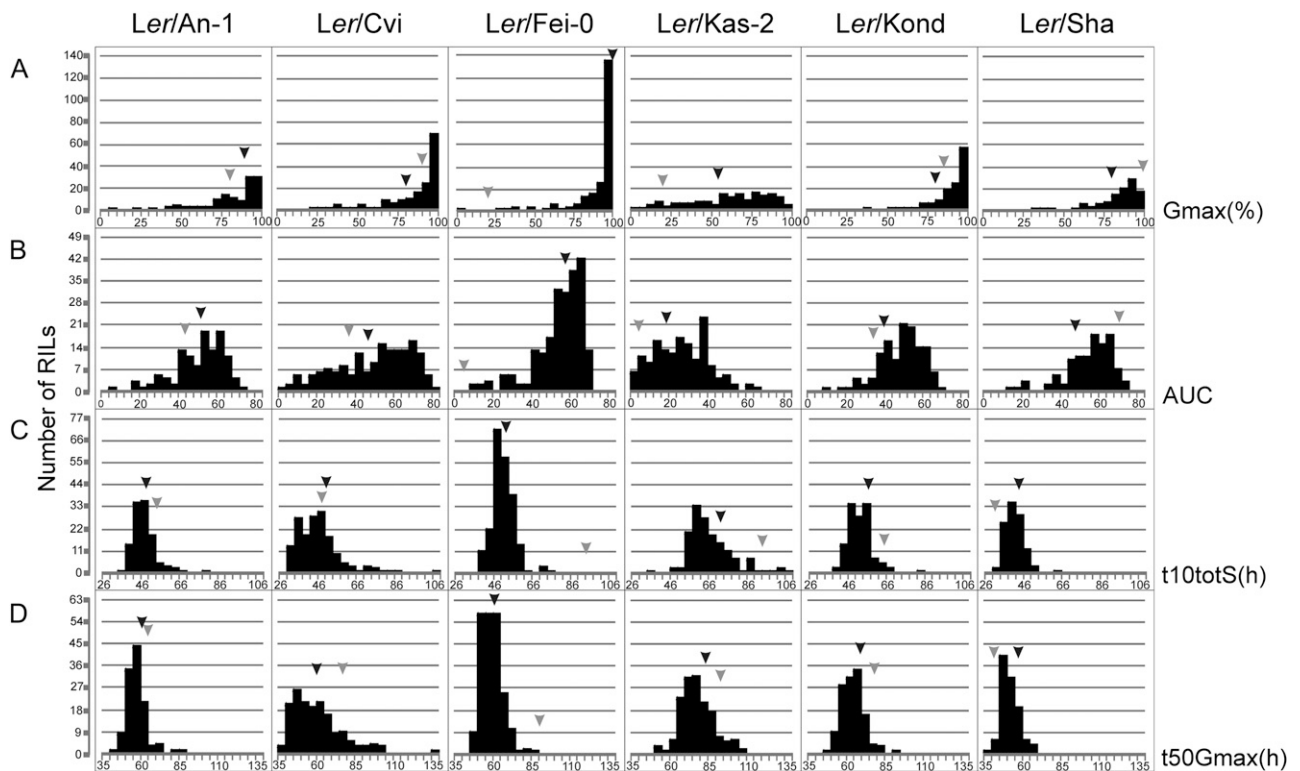 Ler/An-1 Ler/Cvi Ler/Fei-0 Ler/Kas-2 Ler/Kond Ler/Sha
A
140
120
100
80
60
40
20
0
0 25 50 75 100 0 25 50 75 100 0 25 50 75 100 0 25 50 75 100 0 25 50 75 100 0 25 50 75 100
Gmax(%)
B
49
42
35
28
21
14
7
0
20 40 60 80 0 20 40 60 80 0 20 40 60 80 0 20 40 60 80 0 20 40 60 80 0 20 40 60 80
AUC
Number of RILs
C
77
66
55
44
33
22
11
0
26 46 66 86 106 26 46 66 86 106 26 46 66 86 106 26 46 66 86 106 26 46 66 86 106 26 46 66 86 106
t10totS(h)
D
63
54
45
36
27
18
9
0
35 60 85 110 135 35 60 85 110 135 35 60 85 110 135 35 60 85 110 135 35 60 85 110 135 35 60 85 110 135
t50Gmax(h)